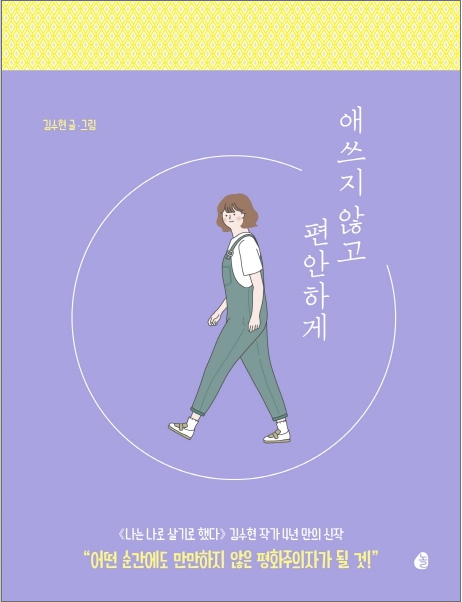 김수현 글·그림
애쓰지 않고
편안하게
《나는 나로 살기로 했다》 김수현 작가 4년 만의 신작
“어떤 순간에도 만만하지 않은 평화주의자가 될 것!”
놀